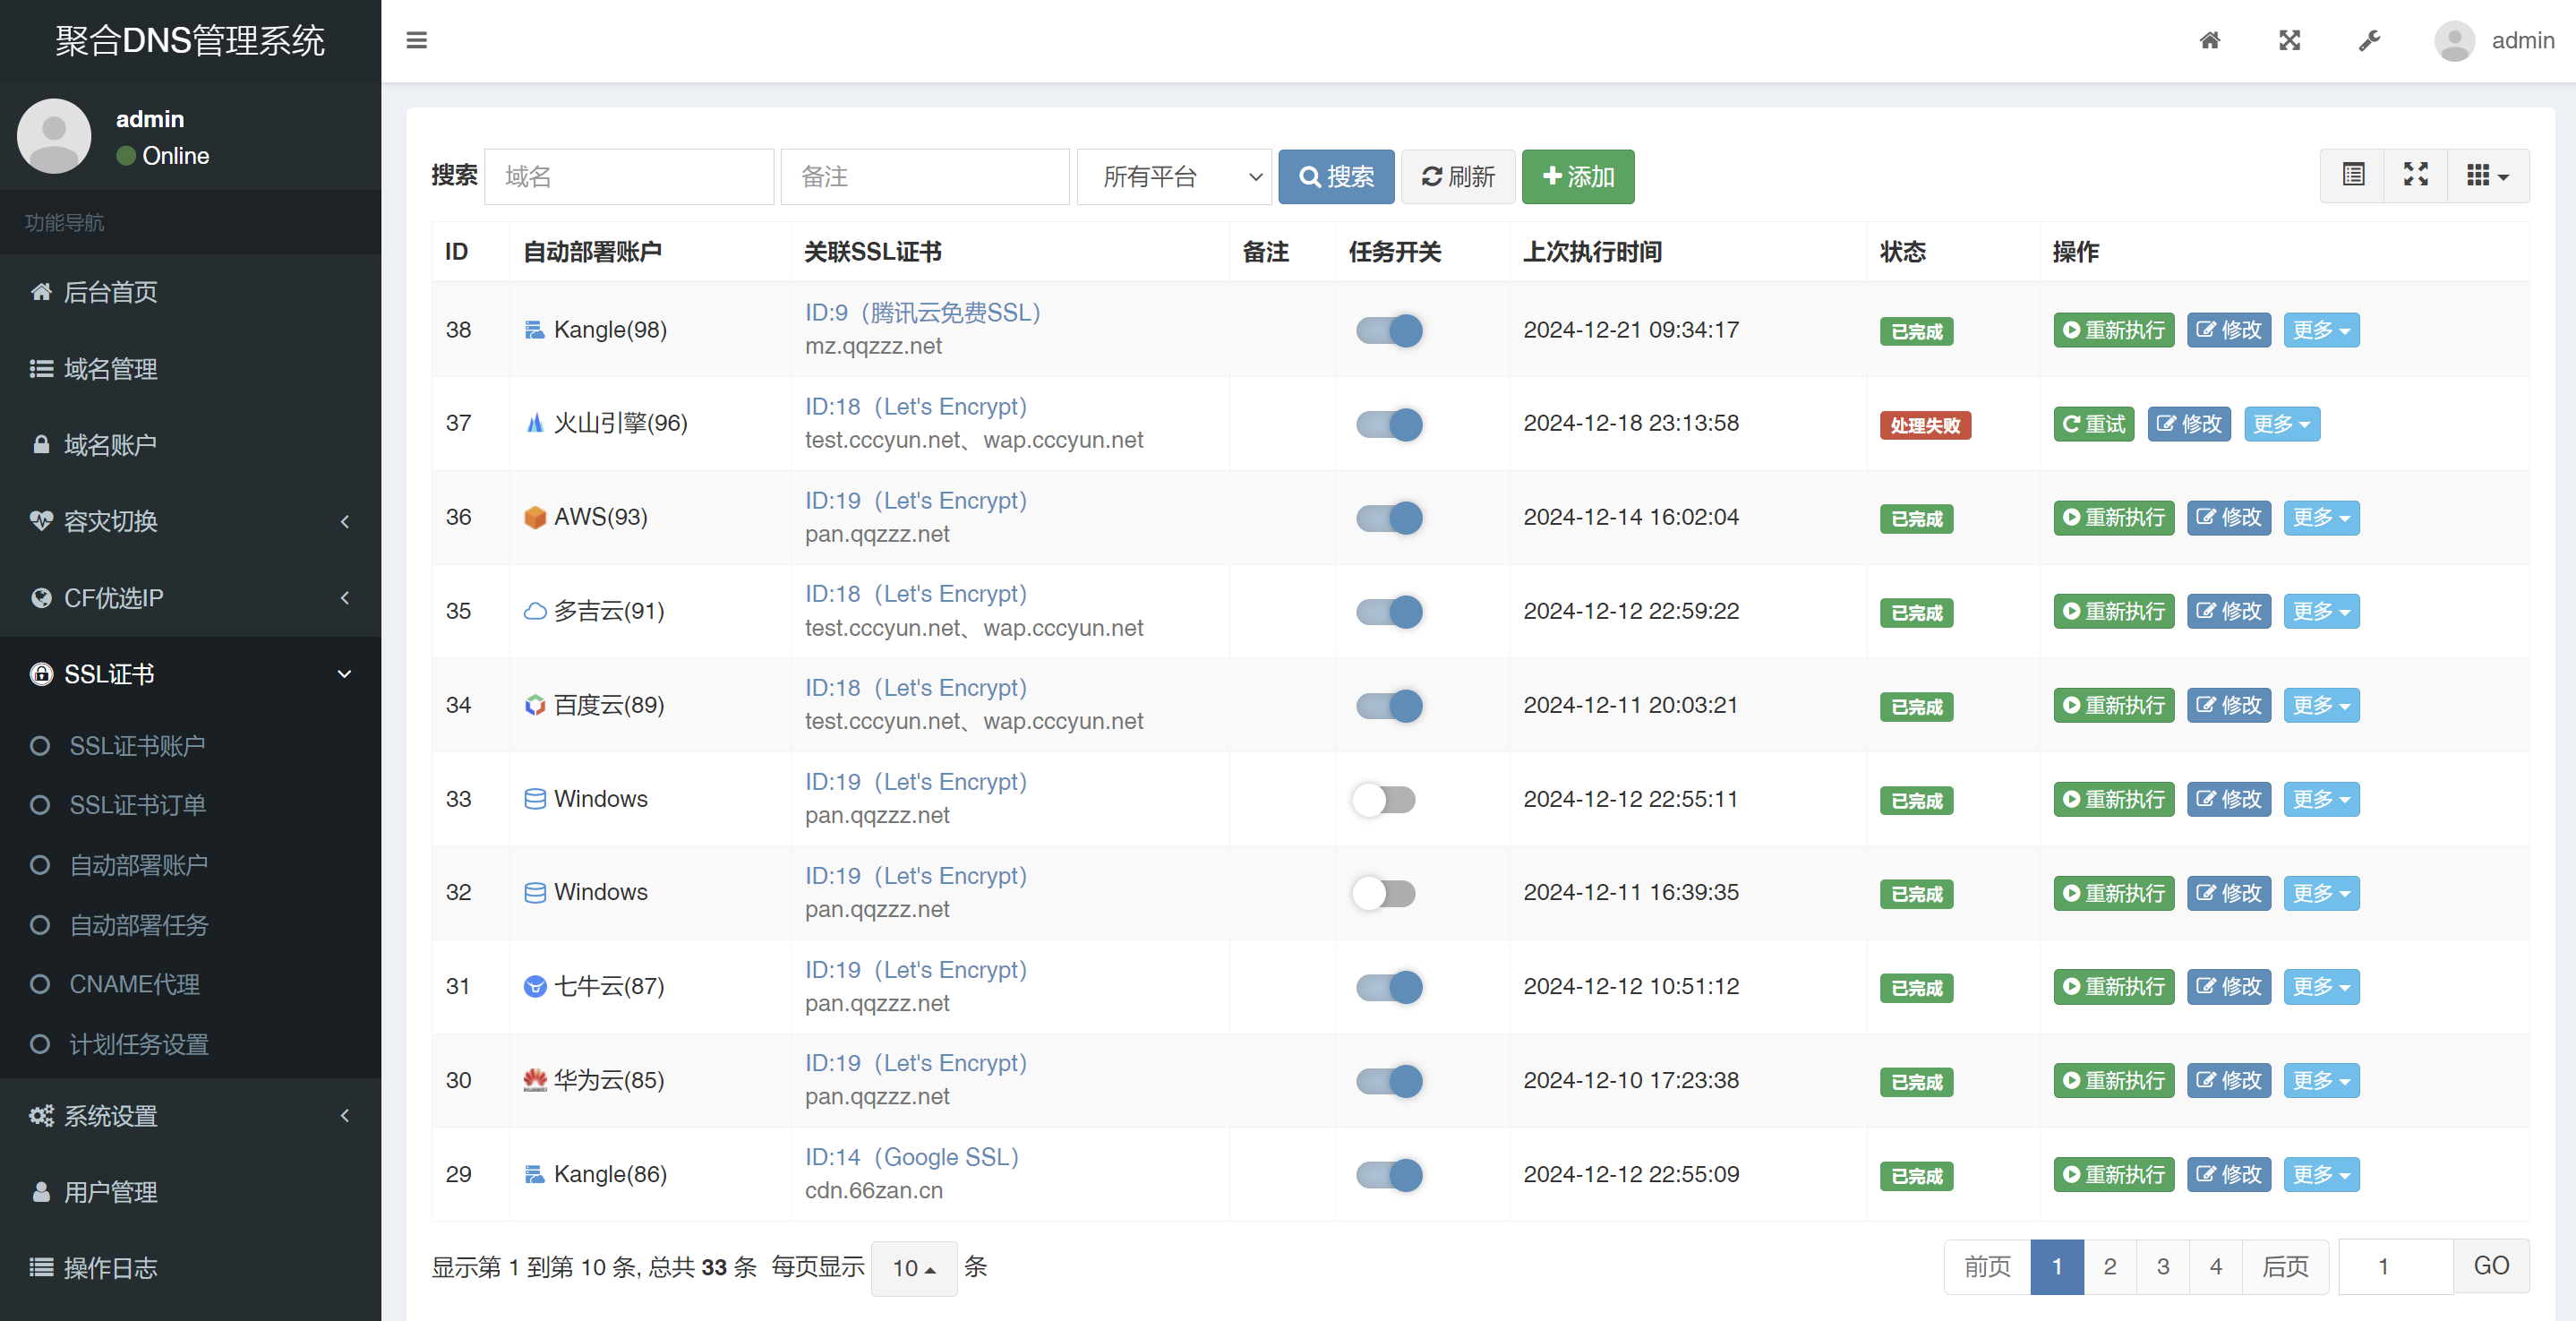 聚合DNS管理系统
admin
admin
Online
功能导航
后台首页
域名管理
域名账户
容灾切换
CF优选IP
SSL证书
SSL证书账户
SSL证书订单
自动部署账户
自动部署任务
CNAME代理
计划任务设置
系统设置
用户管理
操作日志
搜索 域名 备注 所有平台 搜索 刷新 添加
ID 自动部署账户 关联SSL证书 备注 任务开关 上次执行时间 状态 操作
38 Kangle(98) ID:9（腾讯云免费SSL） 2024-12-21 09:34:17 已完成 重新执行 修改 更多
mz.qqzzz.net
37 火山引擎(96) ID:18（Let's Encrypt） 2024-12-18 23:13:58 处理失败 重试 修改 更多
test.cccyun.net、wap.cccyun.net
36 AWS(93) ID:19（Let's Encrypt） 2024-12-14 16:02:04 已完成 重新执行 修改 更多
pan.qqzzz.net
35 多吉云(91) ID:18（Let's Encrypt） 2024-12-12 22:59:22 已完成 重新执行 修改 更多
test.cccyun.net、wap.cccyun.net
34 百度云(89) ID:18（Let's Encrypt） 2024-12-11 20:03:21 已完成 重新执行 修改 更多
test.cccyun.net、wap.cccyun.net
33 Windows ID:19（Let's Encrypt） 2024-12-12 22:55:11 已完成 重新执行 修改 更多
pan.qqzzz.net
32 Windows ID:19（Let's Encrypt） 2024-12-11 16:39:35 已完成 重新执行 修改 更多
pan.qqzzz.net
31 七牛云(87) ID:19（Let's Encrypt） 2024-12-12 10:51:12 已完成 重新执行 修改 更多
pan.qqzzz.net
30 华为云(85) ID:19（Let's Encrypt） 2024-12-10 17:23:38 已完成 重新执行 修改 更多
pan.qqzzz.net
29 Kangle(86) ID:14（Google SSL） 2024-12-12 22:55:09 已完成 重新执行 修改 更多
cdn.66zan.cn
显示第 1 到第 10 条, 总共 33 条 每页显示 10 条 前页 1 2 3 4 后页 1 GO